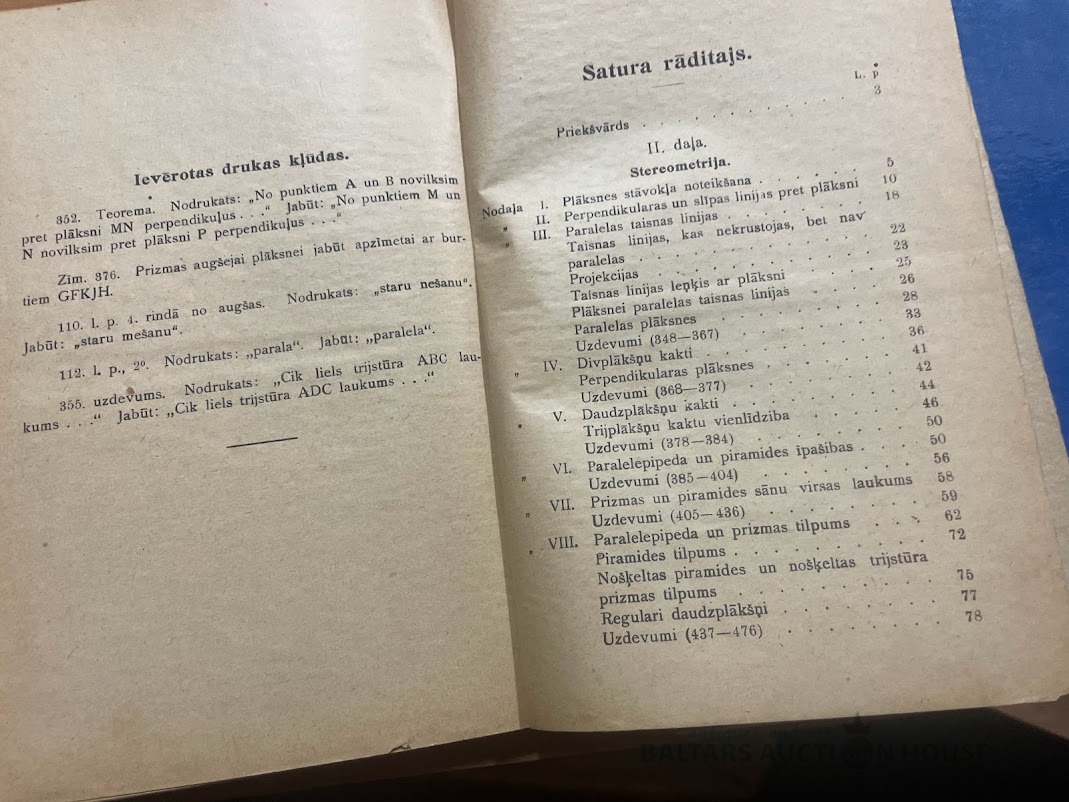 Ievērotas drukas kļūdas.
352. Teorema. Nodrukats: „No punktiem A un B novilksim
pret plāksni MN perpendikuļus . . .“ Jabūt: „No punktiem M un
N novilksim pret plāksni P perpendikuļus . . .“
Zīm. 376. Prizmas augšejai plāksnei jabūt apzīmetai ar bur-
tiem GFKJH.
110. l. p. 4. rindā no augšas. Nodrukats: „staru nešanu“.
Jabūt: „staru mešanu“.
112. l. p., 2º. Nodrukats: „parala“. Jabūt: „paralela“.
355. uzdevums. Nodrukats: „Cik liels trijstūra ABC lau-
kums . . .“ Jabūt: „Cik liels trijstūra ADC laukums . . .“
Satura rāditajs.
L. p
Priekšvārds . . . . . . . . . 3
II. daļa.
Stereometrija.
Nodaļa I. Plāksnes stāvokļa noteikšana . . . . . . 5
„ II. Perpendikularas un slīpas linijas pret plāksni 10
„ III. Paralelas taisnas linijas . . . . . . . 18
Taisnas linijas, kas nekrustojas, bet nav
paralelas . . . . . . . . . 22
Projekcijas . . . . . . . . . 23
Taisnas linijas leņķis ar plāksni . . . . 25
Plāksnei paralelas taisnas linijas . . . . 26
Paralelas plāksnes . . . . . . . . 28
Uzdevumi (348—367) . . . . . . . 33
„ IV. Divplākšņu kakti . . . . . . . . 36
Perpendikularas plāksnes . . . . . . 41
Uzdevumi (368—377) . . . . . . . 42
„ V. Daudzplākšņu kakti . . . . . . . 44
Trijplākšņu kaktu vienlīdzība . . . . . 46
Uzdevumi (378—384) . . . . . . . 50
„ VI. Paralelepipeda un piramides īpašibas . . . 50
Uzdevumi (385—404) . . . . . . . 56
„ VII. Prizmas un piramides sānu virsas laukums 58
Uzdevumi (405—436) . . . . . . . 59
„ VIII. Paralelepipeda un prizmas tilpums . . . 62
Piramides tilpums . . . . . . . . 72
Nošķeltas piramides un nošķeltas trijstūra
prizmas tilpums . . . . . . . . 75
Regulari daudzplākšņi . . . . . . . 77
Uzdevumi (437—476) . . . . . . . 78
BALTARS AUCTION HOUSE